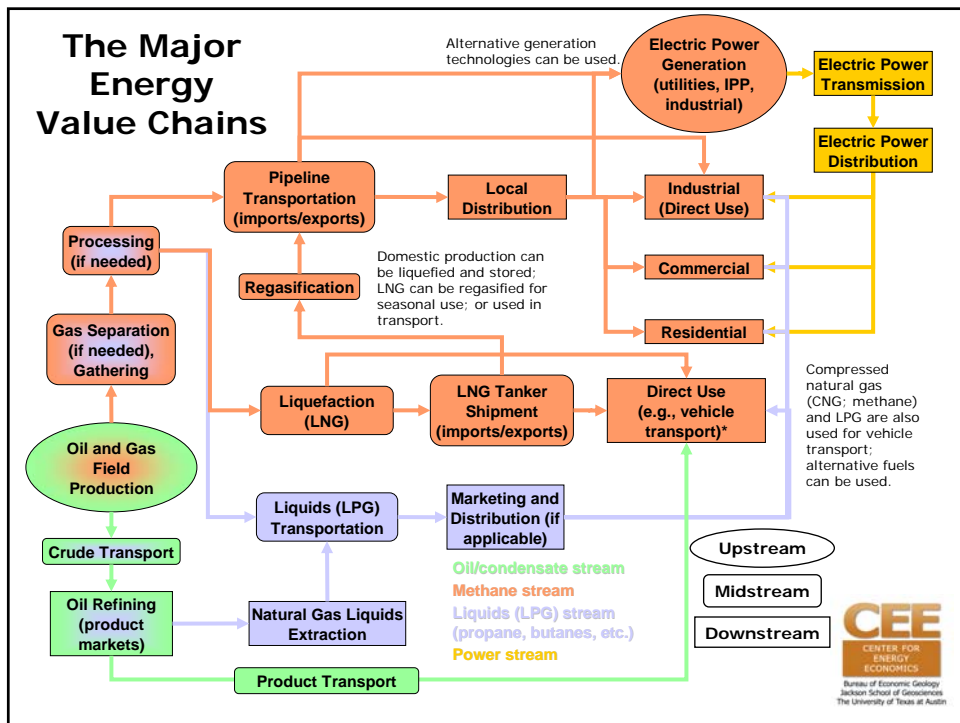 The Major
Energy
Value Chains
Alternative generation
technologies can be used.
Electric Power
Generation
(utilities, IPP,
industrial)
Electric Power
Transmission
Electric Power
Distribution
Pipeline
Transportation
(imports/exports)
Local
Distribution
Industrial
(Direct Use)
Processing
(if needed)
Regasification
Domestic production can
be liquefied and stored;
LNG can be regasified for
seasonal use; or used in
transport.
Commercial
Residential
Gas Separation
(if needed),
Gathering
Liquefaction
(LNG)
LNG Tanker
Shipment
(imports/exports)
Direct Use
(e.g., vehicle
transport)*
Compressed
natural gas
(CNG; methane)
and LPG are also
used for vehicle
transport;
alternative fuels
can be used.
Oil and Gas
Field
Production
Liquids (LPG)
Transportation
Marketing and
Distribution (if
applicable)
Crude Transport
Oil Refining
(product
markets)
Natural Gas Liquids
Extraction
Product Transport
Oil/condensate stream
Methane stream
Liquids (LPG) stream
(propane, butanes, etc.)
Power stream
Upstream
Midstream
Downstream
CEE
CENTER FOR
ENERGY
ECONOMICS
Bureau of Economic Geology
Jackson School of Geosciences
The University of Texas at Austin